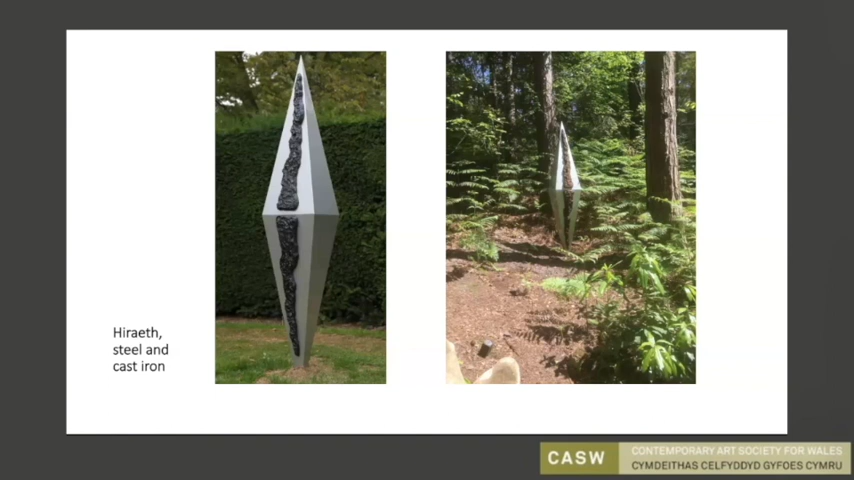 Hiraeth,
steel and
cast iron
CASW
CONTEMPORARY ART SOCIETY FOR WALES
CYMDEITHAS CELFYDDYD GYFOES CYMRU